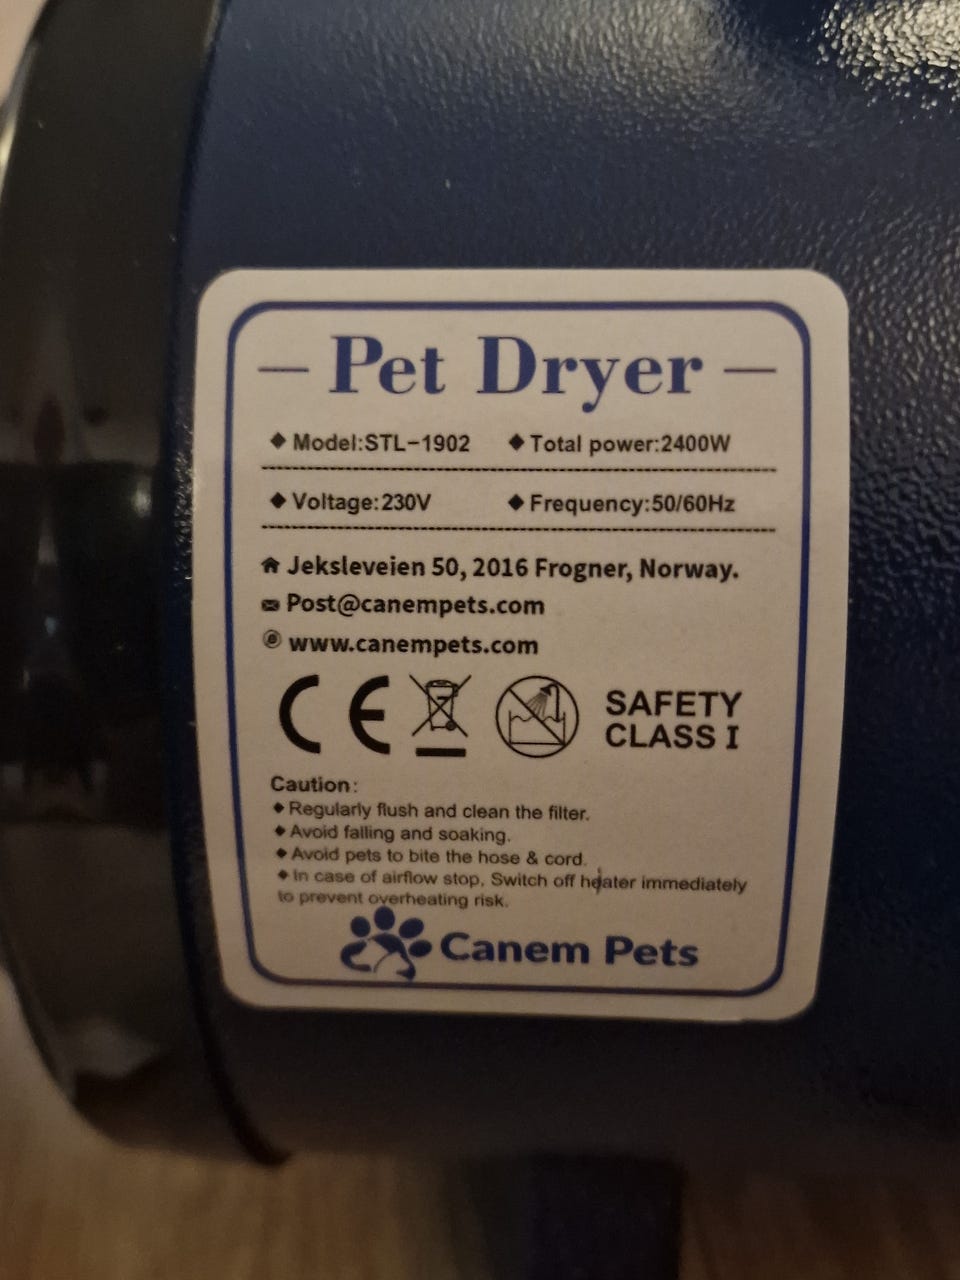 Pet Dryer
◆ Model:STL-1902 ◆ Total power:2400W
◆ Voltage:230V ◆ Frequency:50/60Hz
Jeksleveien 50, 2016 Frogner, Norway.
Post@canempets.com
www.canempets.com
CE SAFETY
CLASS I
Caution:
◆ Regularly flush and clean the filter.
◆ Avoid falling and soaking.
◆ Avoid pets to bite the hose & cord.
◆ In case of airflow stop, Switch off heater immediately
to prevent overheating risk.
Canem Pets